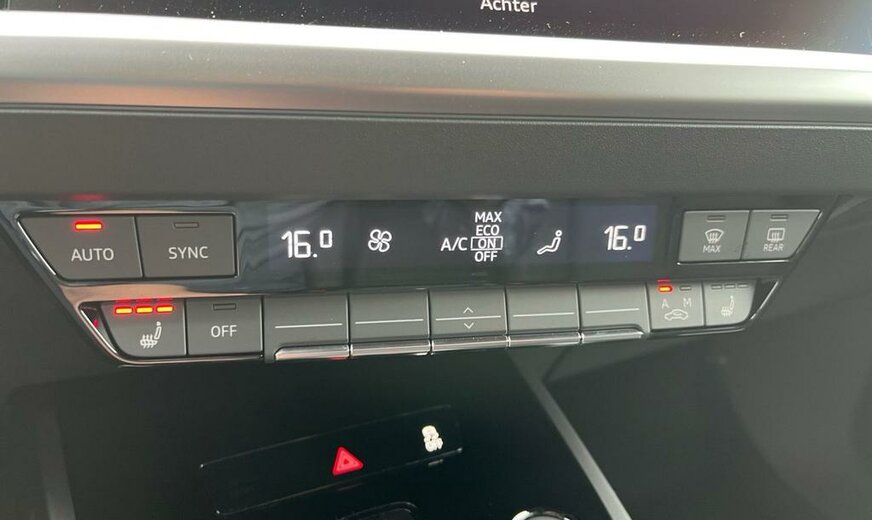 Achter
AUTO
SYNC
16.0
A/C
MAX
ECO
ON
OFF
16.0
MAX
REAR
OFF
A M